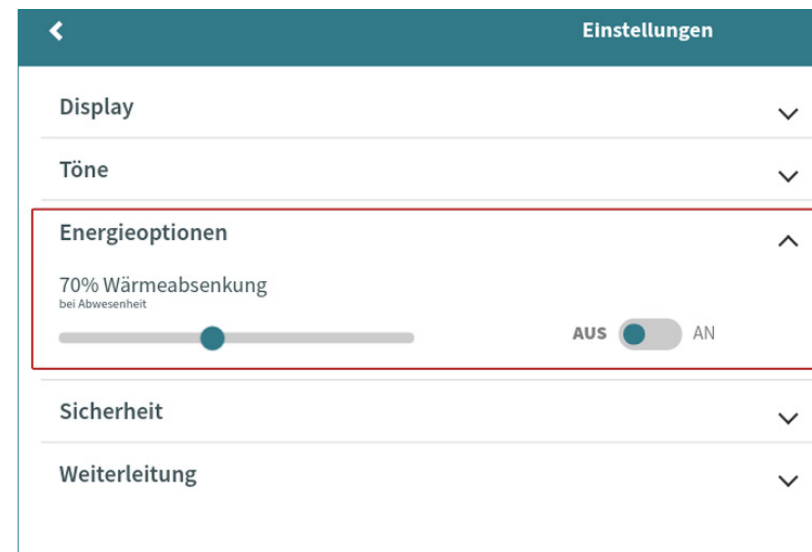 Einstellungen
Display
Töne
Energieoptionen
70% Wärmeabsenkung
bei Abwesenheit
AUS AN
Sicherheit
Weiterleitung